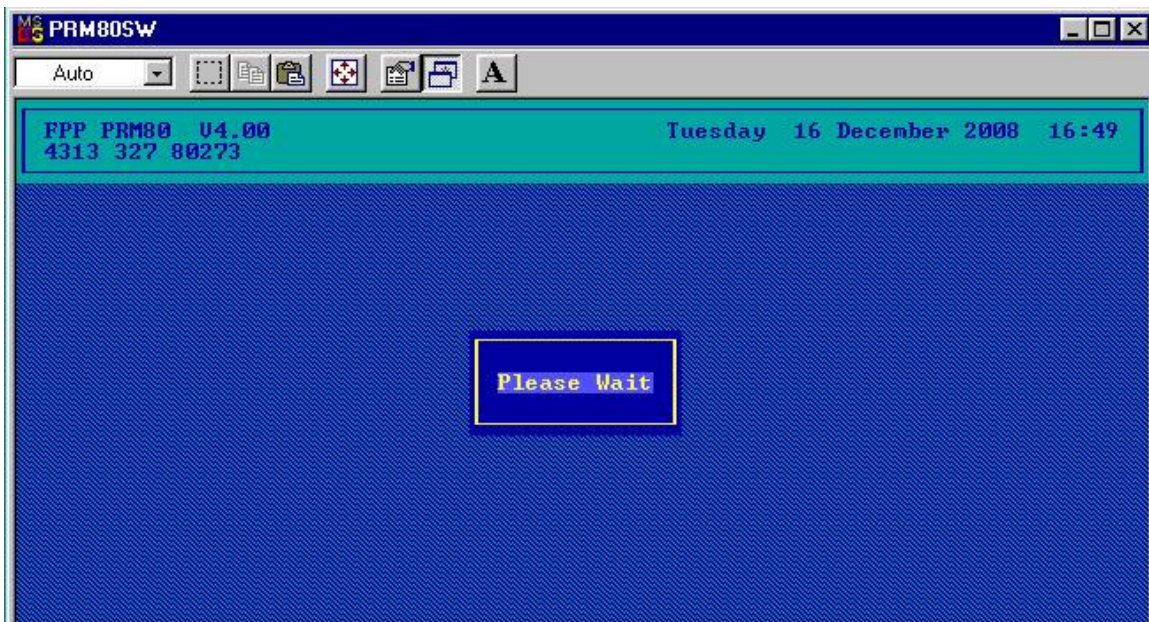 PRM80SW
Auto
A
FPP PRM80 V4.00
Tuesday 16 December 2008 16:49
4313 327 80273
Please Wait